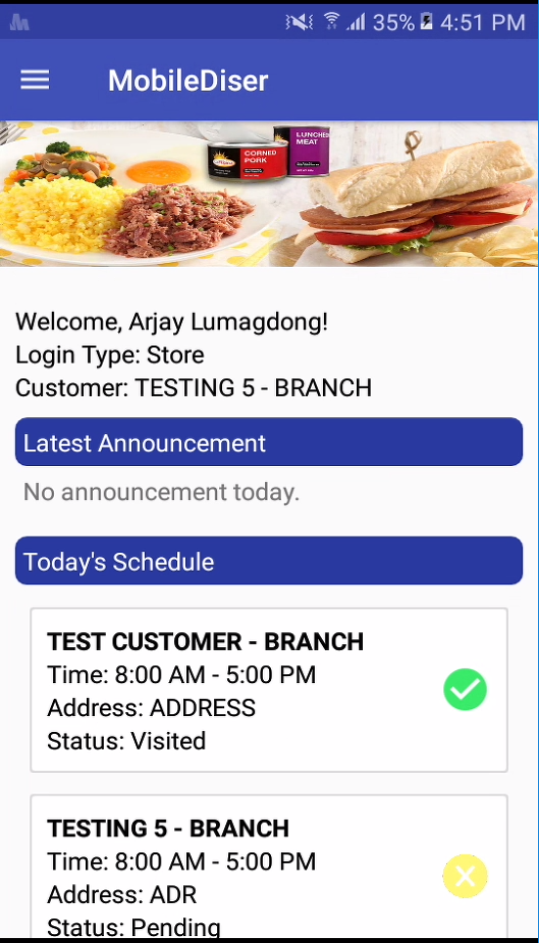 35% 4:51 PM
MobileDiser
CORNED
PORK
LUNCHEON
MEAT
Welcome, Arjay Lumagdong!
Login Type: Store
Customer: TESTING 5 - BRANCH
Latest Announcement
No announcement today.
Today's Schedule
TEST CUSTOMER - BRANCH
Time: 8:00 AM - 5:00 PM
Address: ADDRESS
Status: Visited
TESTING 5 - BRANCH
Time: 8:00 AM - 5:00 PM
Address: ADR
Status: Pending